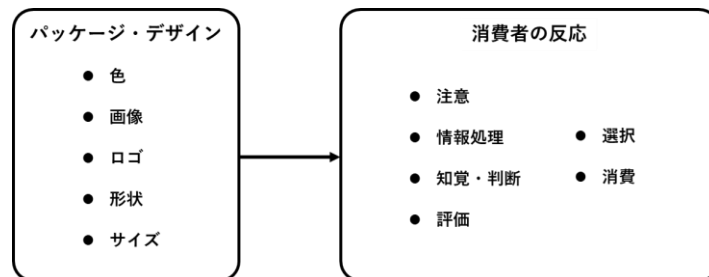 パッケージ・デザイン
● 色
● 画像
● ロゴ
● 形状
● サイズ
消費者の反応
● 注意
● 情報処理
● 知覚・判断
● 評価
● 選択
● 消費